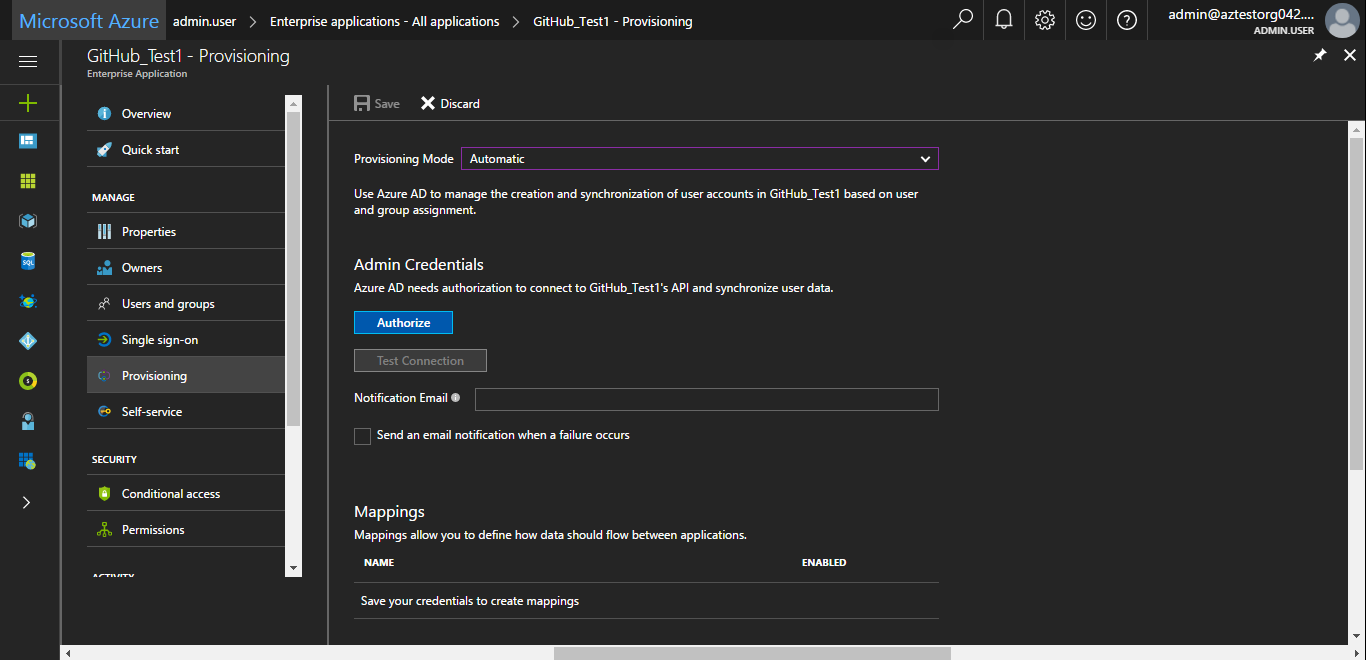 Microsoft Azure admin.user > Enterprise applications - All applications > GitHub_Test1 - Provisioning
admin@aztestorg042....
ADMIN.USER
GitHub_Test1 - Provisioning
Enterprise Application
Overview
Quick start
MANAGE
Properties
Owners
Users and groups
Single sign-on
Provisioning
Self-service
SECURITY
Conditional access
Permissions
ACTIVITY
Save Discard
Provisioning Mode Automatic
Use Azure AD to manage the creation and synchronization of user accounts in GitHub_Test1 based on user
and group assignment.
Admin Credentials
Azure AD needs authorization to connect to GitHub_Test1's API and synchronize user data.
Authorize
Test Connection
Notification Email
Send an email notification when a failure occurs
Mappings
Mappings allow you to define how data should flow between applications.
NAME ENABLED
Save your credentials to create mappings
SQL